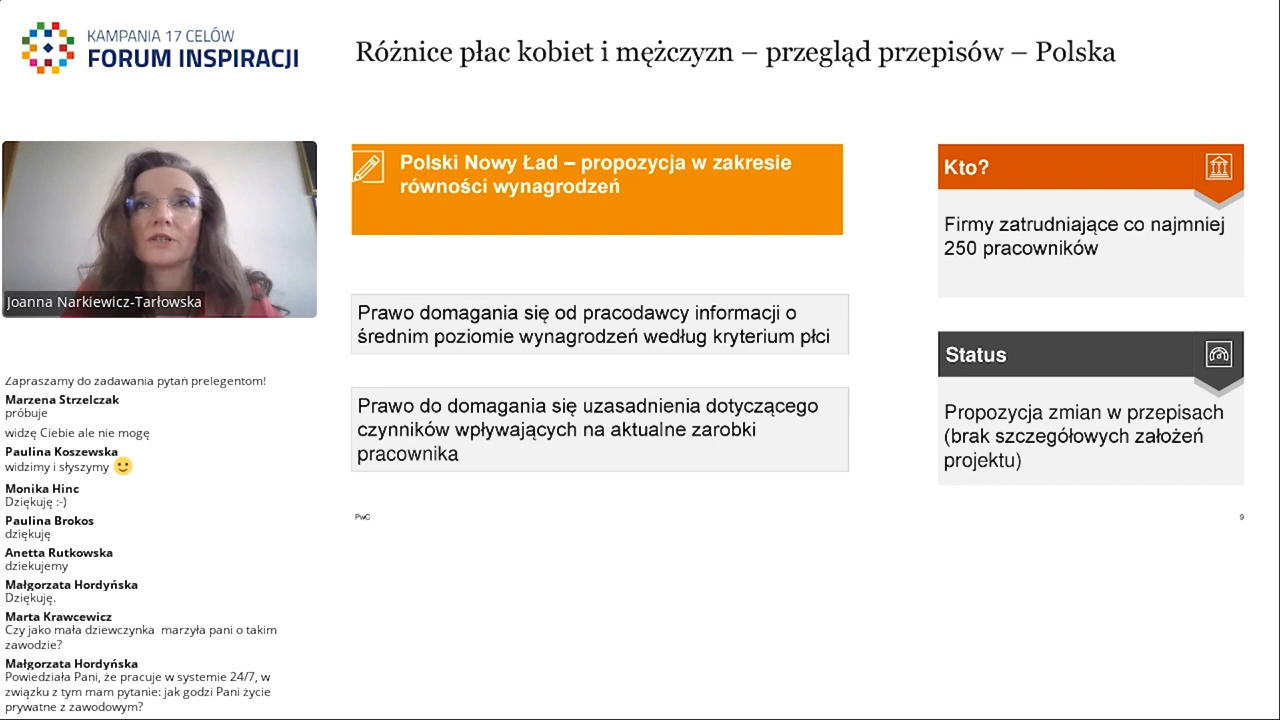 KAMPANIA 17 CELÓW
FORUM INSPIRACJI
Różnice płac kobiet i mężczyzn – przegląd przepisów – Polska
Joanna Narkiewicz-Tarłowska
Zapraszamy do zadawania pytań prelegentom!
Marzena Strzelczak
próbuje
widzę Ciebie ale nie mogę
Paulina Koszewska
widzimi i słyszymy 🙂
Monika Hinc
Dziękuję :-)
Paulina Brokos
dziękuję
Anetta Rutkowska
dziekujemy
Małgorzata Hordyńska
Dziękuję.
Marta Krawcewicz
Czy jako mała dziewczynka marzyła pani o takim
zawodzie?
Małgorzata Hordyńska
Powiedziała Pani, że pracuje w systemie 24/7, w
związku z tym mam pytanie: jak godzi Pani życie
prywatne z zawodowym?
Polski Nowy Ład – propozycja w zakresie
równości wynagrodzeń
Prawo domagania się od pracodawcy informacji o
średnim poziomie wynagrodzeń według kryterium płci
Prawo do domagania się uzasadnienia dotyczącego
czynników wpływających na aktualne zarobki
pracownika
Kto?
Firmy zatrudniające co najmniej
250 pracowników
Status
Propozycja zmian w przepisach
(brak szczegółowych założeń
projektu)
PwC
9